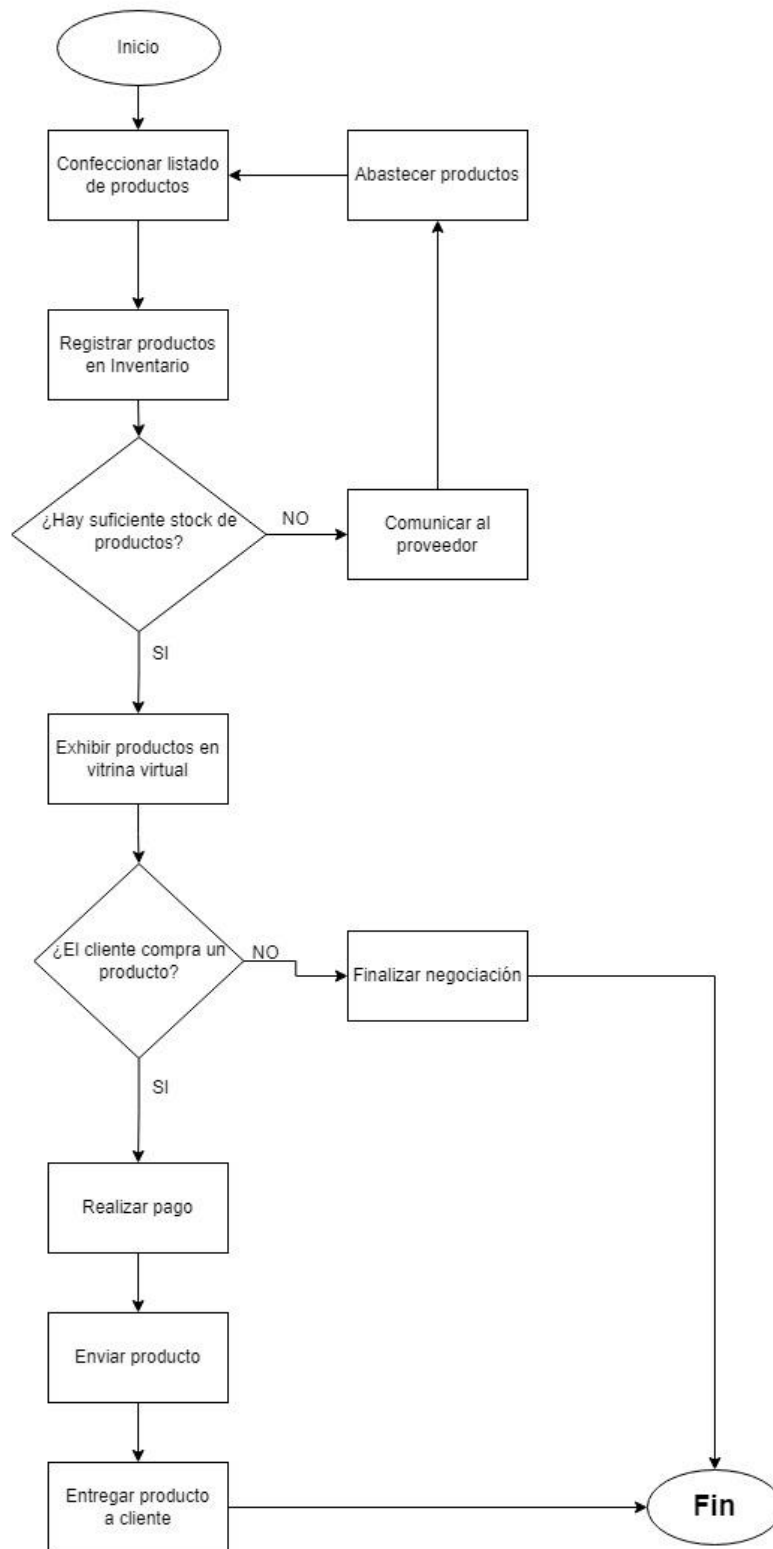 Inicio
Confeccionar listado
de productos
Abastecer productos
Registrar productos
en Inventario
¿Hay suficiente stock de
productos?
NO
Comunicar al
proveedor
SI
Exhibir productos en
vitrina virtual
¿El cliente compra un
producto?
NO
Finalizar negociación
SI
Realizar pago
Enviar producto
Entregar producto
a cliente
Fin